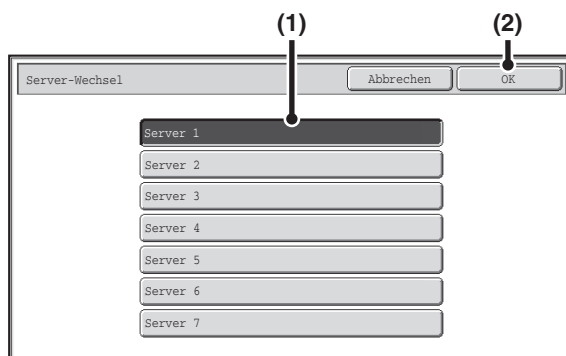 (1) (2)
Server-Wechsel Abbrechen OK
Server 1
Server 2
Server 3
Server 4
Server 5
Server 6
Server 7